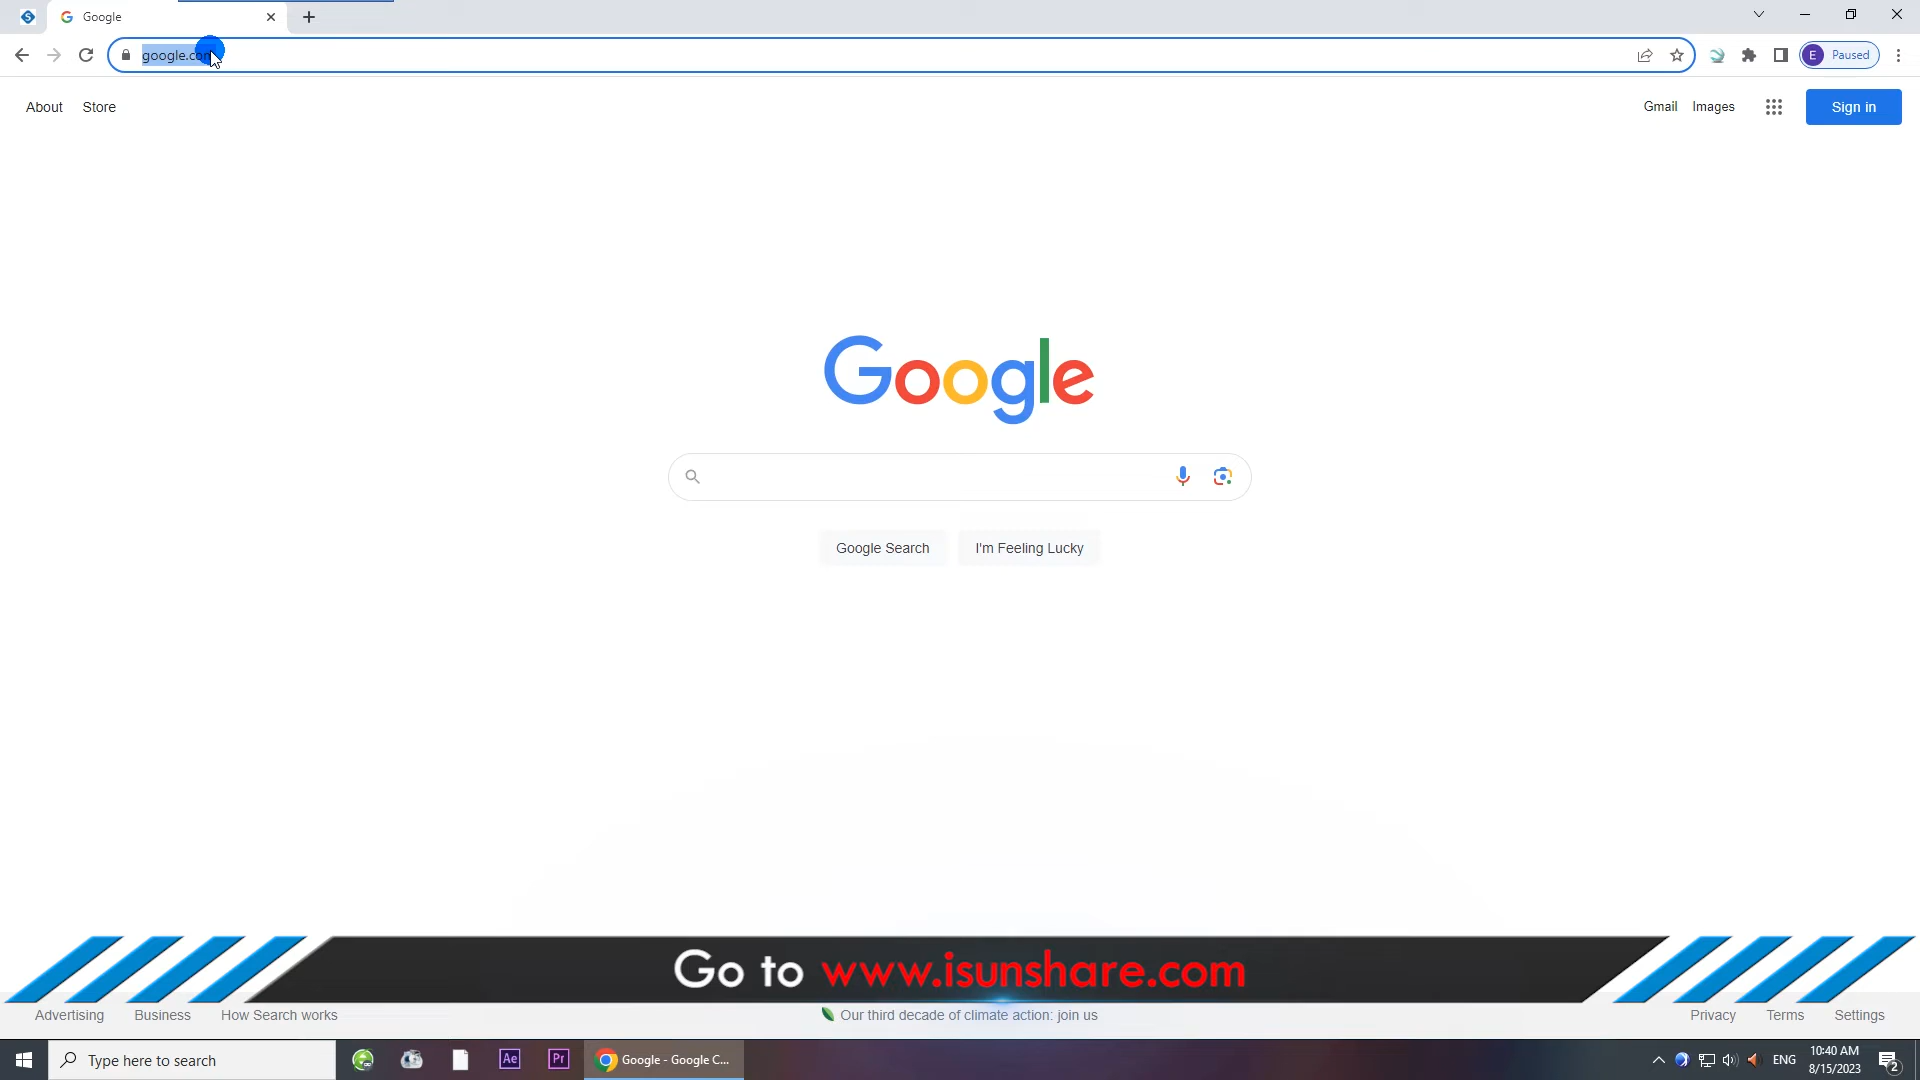 Google
google.com
E Paused
About Store
Gmail Images
Sign in
Google
Google Search I'm Feeling Lucky
Go to www.isunshare.com
Advertising Business How Search works
Our third decade of climate action: join us
Privacy Terms Settings
Type here to search
Ae
Pr
Google - Google C...
ENG
10:40 AM
8/15/2023
2